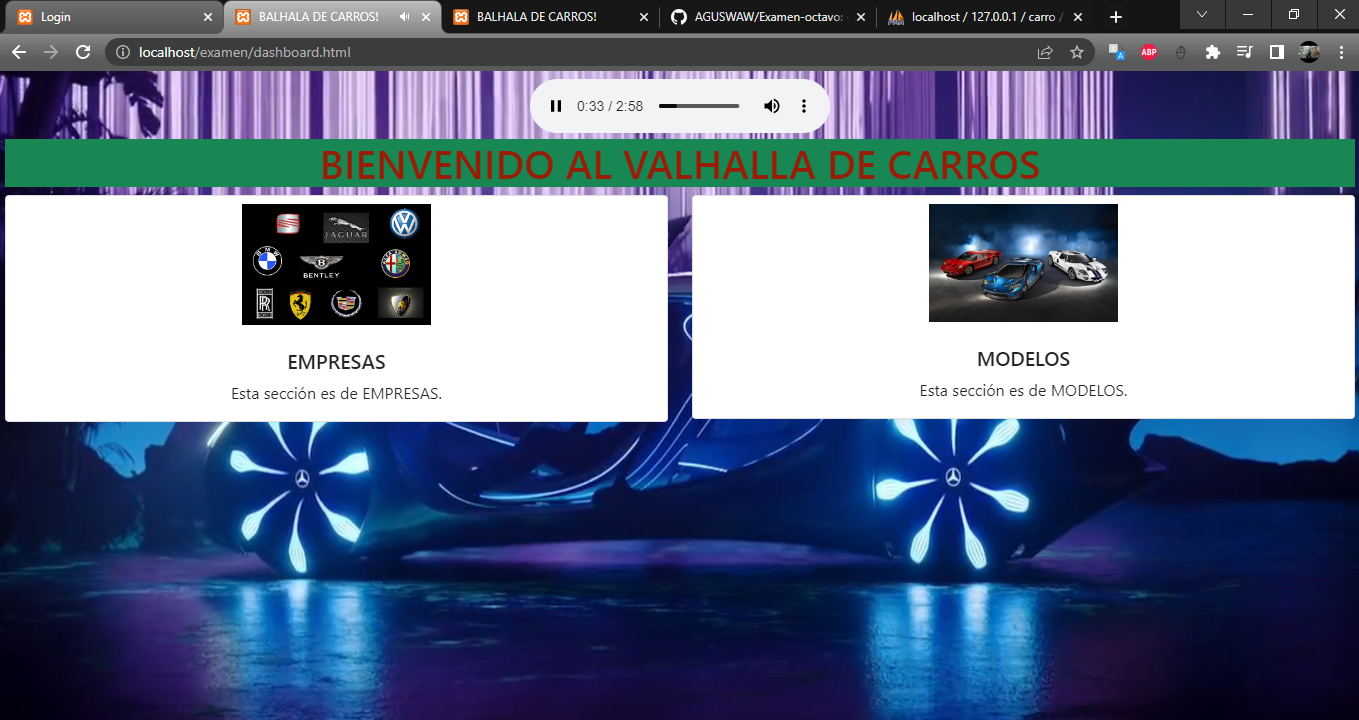 Login
BALHALA DE CARROS!
BALHALA DE CARROS!
AGUSWAW/Examen-octavo:
localhost / 127.0.0.1 / carro /
localhost/examen/dashboard.html
ABP
0:33 / 2:58
BIENVENIDO AL VALHALLA DE CARROS
JAGUAR
BMW
BENTLEY
EMPRESAS
Esta sección es de EMPRESAS.
MODELOS
Esta sección es de MODELOS.